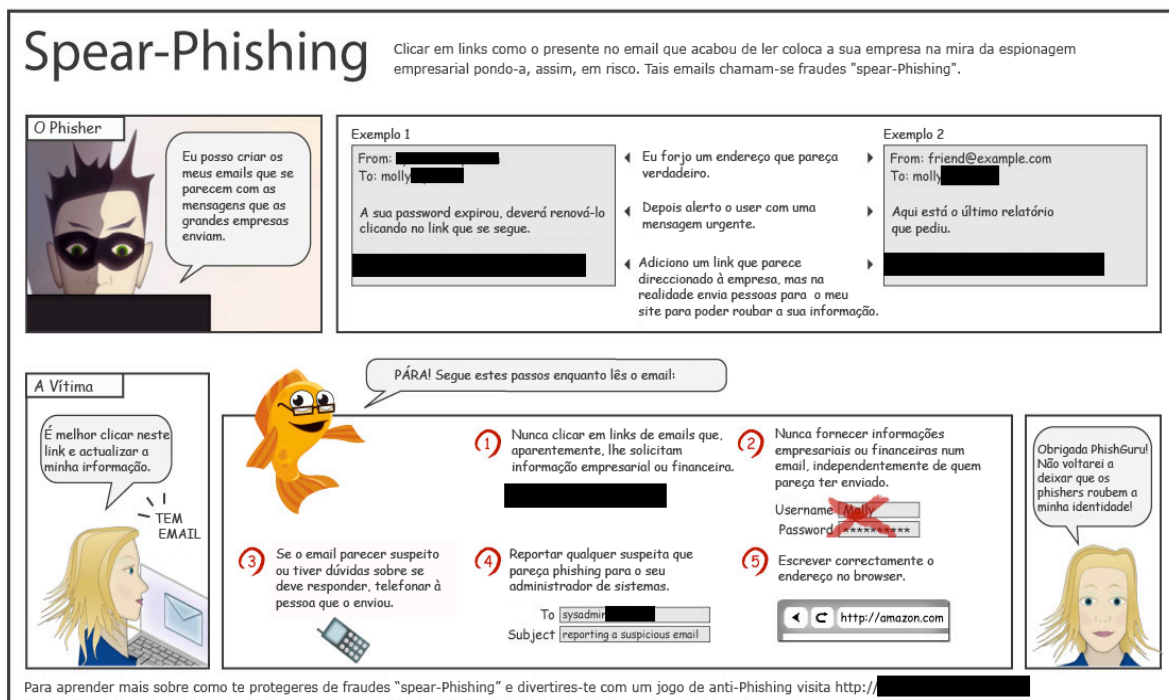 Spear-Phishing
Clicar em links como o presente no email que acabou de ler coloca a sua empresa na mira da espionagem
empresarial pondo-a, assim, em risco. Tais emails chamam-se fraudes "spear-Phishing".
O Phisher
Eu posso criar os
meus emails que se
parecem com as
mensagens que as
grandes empresas
enviam.
Exemplo 1
From:
To: molly
A sua password expirou, deverá renová-lo
clicando no link que se segue.
Eu forjo um endereço que pareça
verdadeiro.
Depois alerto o user com uma
mensagem urgente.
Adiciono um link que parece
direccionado à empresa, mas na
realidade envia pessoas para o meu
site para poder roubar a sua informação.
Exemplo 2
From: friend@example.com
To: molly
Aqui está o último relatório
que pediu.
A Vítima
É melhor clicar neste
link e actualizar a
minha irformação.
TEM
EMAIL
PÁRA! Segue estes passos enquanto lês o email:
1
Nunca clicar em links de emails que,
aparentemente, lhe solicitam
informação empresarial ou financeira.
2
Nunca fornecer informações
empresariais ou financeiras num
email, independentemente de quem
pareça ter enviado.
Username Molly
Password **********
3
Se o email parecer suspeito
ou tiver dúvidas sobre se
deve responder, telefonar à
pessoa que o enviou.
4
Reportar qualquer suspeita que
pareça phishing para o seu
administrador de sistemas.
To sysadmin
Subject reporting a suspicious email
5
Escrever correctamente o
endereço no browser.
http://amazon.com
Obrigada PhishGuru!
Não voltarei a
deixar que os
phishers roubem a
minha identidade!
Para aprender mais sobre como te protegeres de fraudes “spear-Phishing” e divertires-te com um jogo de anti-Phishing visita http://